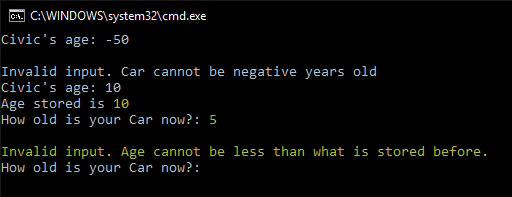 C:\WINDOWS\system32\cmd.exe
Civic's age: -50
Invalid input. Car cannot be negative years old
Civic's age: 10
Age stored is 10
How old is your Car now?: 5
Invalid input. Age cannot be less than what is stored before.
How old is your Car now?: